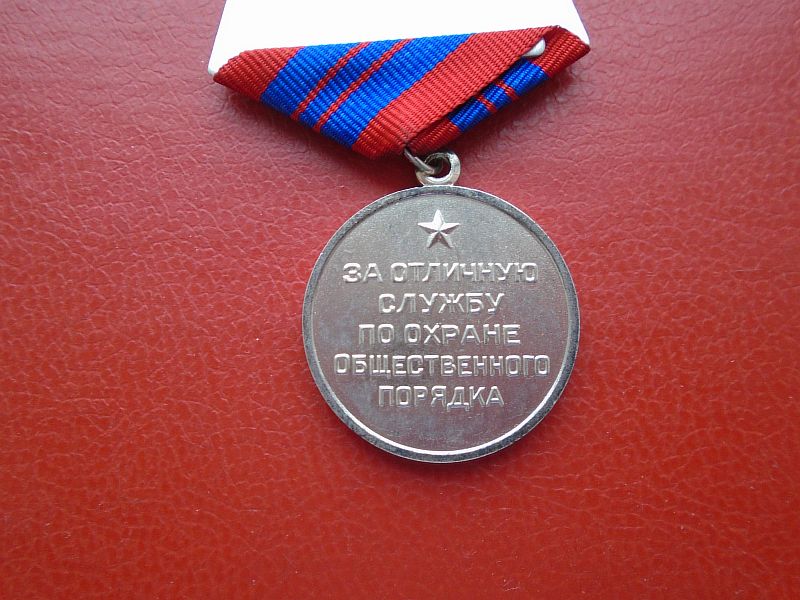 ЗА ОТЛИЧНУЮ
СЛУЖБУ
ПО ОХРАНЕ
ОБЩЕСТВЕННОГО
ПОРЯДКА